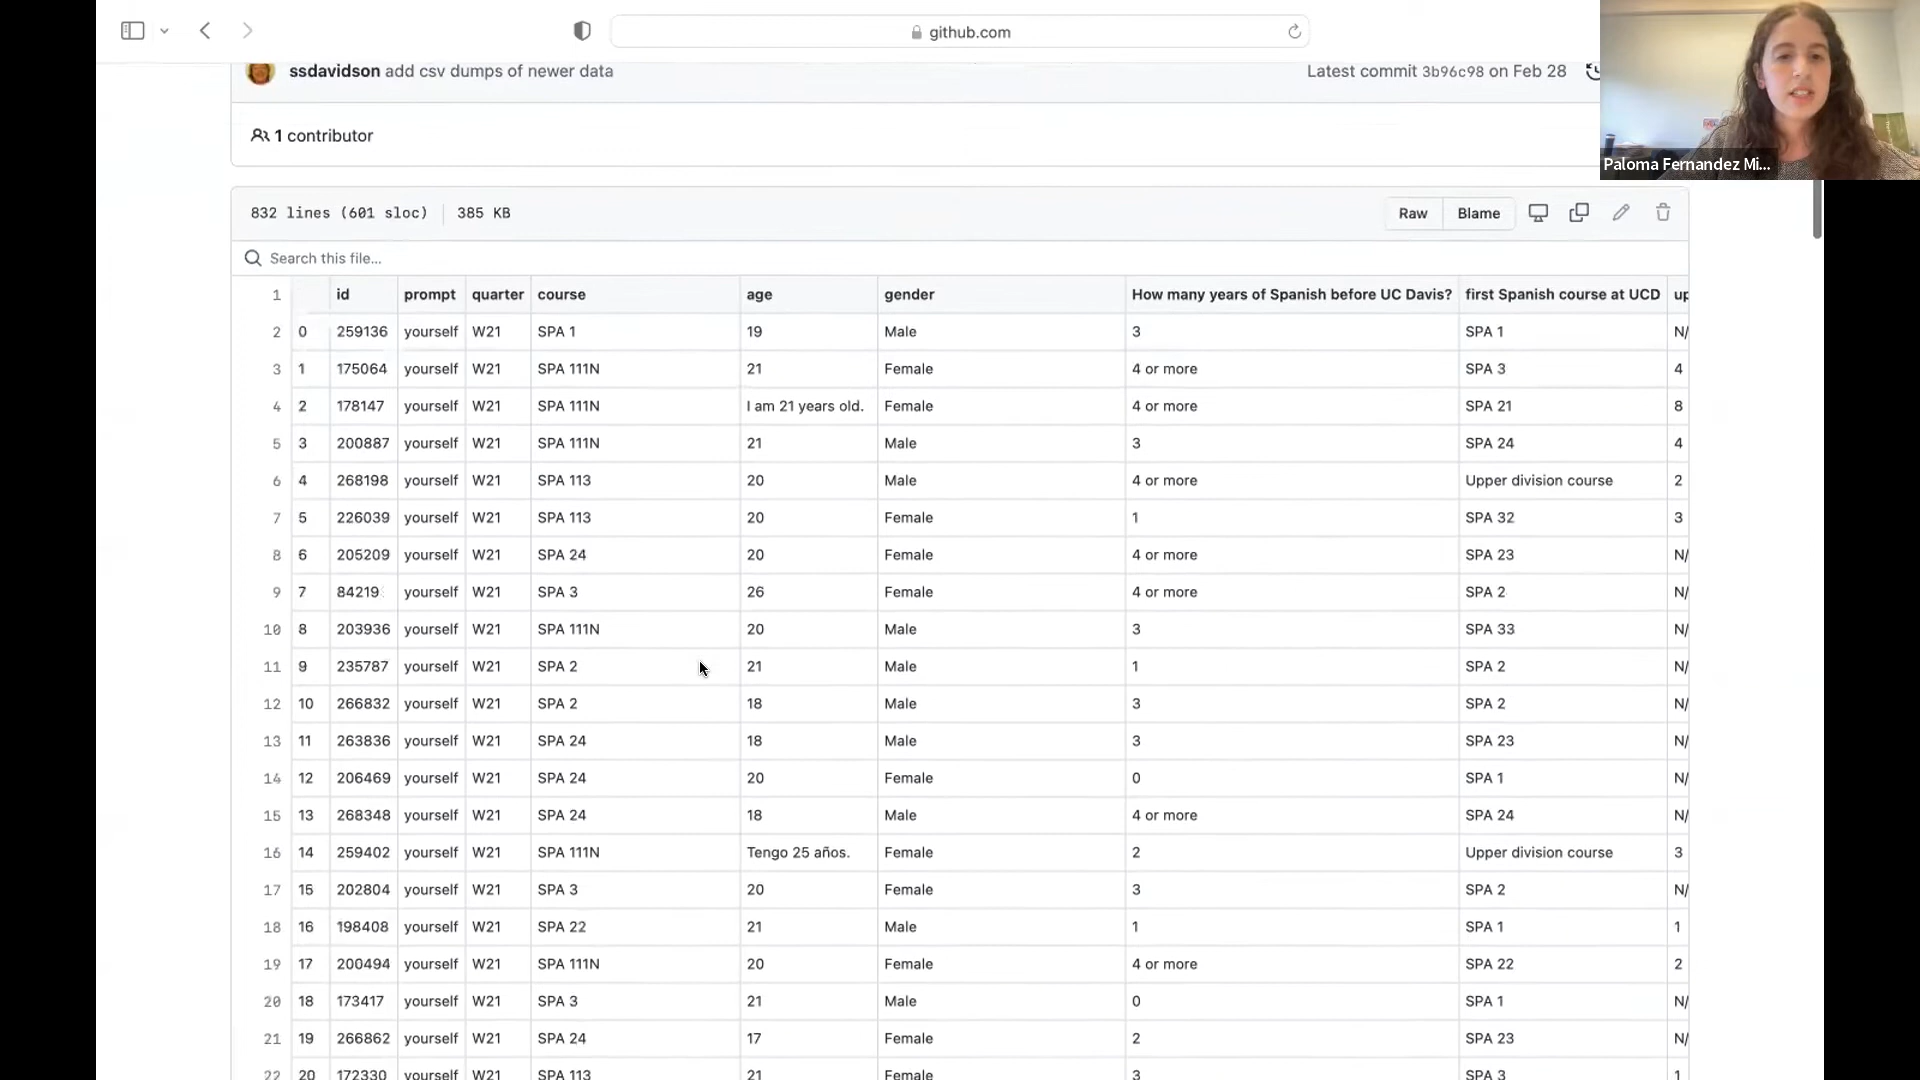 github.com
ssdavidson add csv dumps of newer data Latest commit 3b96c98 on Feb 28
1 contributor
Paloma Fernandez Mi...
832 lines (601 sloc) 385 KB Raw Blame
Search this file...
1 id prompt quarter course age gender How many years of Spanish before UC Davis? first Spanish course at UCD up
2 0 259136 yourself W21 SPA 1 19 Male 3 SPA 1 N/
3 1 175064 yourself W21 SPA 111N 21 Female 4 or more SPA 3 4
4 2 178147 yourself W21 SPA 111N I am 21 years old. Female 4 or more SPA 21 8
5 3 200887 yourself W21 SPA 111N 21 Male 3 SPA 24 4
6 4 268198 yourself W21 SPA 113 20 Male 4 or more Upper division course 2
7 5 226039 yourself W21 SPA 113 20 Female 1 SPA 32 3
8 6 205209 yourself W21 SPA 24 20 Female 4 or more SPA 23 N/
9 7 84219 yourself W21 SPA 3 26 Female 4 or more SPA 2 N/
10 8 203936 yourself W21 SPA 111N 20 Male 3 SPA 33 N/
11 9 235787 yourself W21 SPA 2 21 Male 1 SPA 2 N/
12 10 266832 yourself W21 SPA 2 18 Male 3 SPA 2 N/
13 11 263836 yourself W21 SPA 24 18 Male 3 SPA 23 N/
14 12 206469 yourself W21 SPA 24 20 Female 0 SPA 1 N/
15 13 268348 yourself W21 SPA 24 18 Male 4 or more SPA 24 N/
16 14 259402 yourself W21 SPA 111N Tengo 25 años. Female 2 Upper division course 3
17 15 202804 yourself W21 SPA 3 20 Female 3 SPA 2 N/
18 16 198408 yourself W21 SPA 22 21 Male 1 SPA 1 1
19 17 200494 yourself W21 SPA 111N 20 Female 4 or more SPA 22 2
20 18 173417 yourself W21 SPA 3 21 Male 0 SPA 1 N/
21 19 266862 yourself W21 SPA 24 17 Female 2 SPA 23 N/
22 20 172330 yourself W21 SPA 113 21 Female 3 SPA 3 1